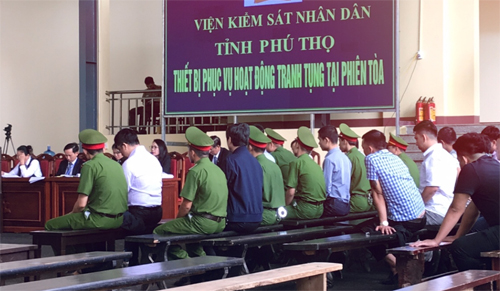 VIỆN KIỂM SÁT NHÂN DÂN
TỈNH PHÚ THỌ
THIẾT BỊ PHỤC VỤ HOẠT ĐỘNG TRANH TỤNG TẠI PHIÊN TÒA